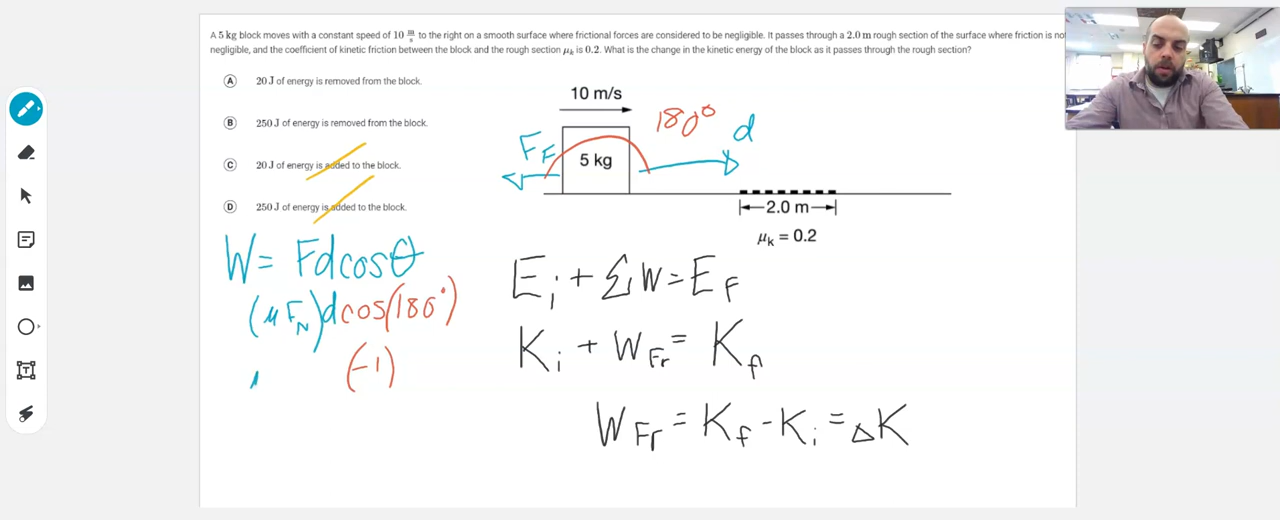 A 5 kg block moves with a constant speed of 10 m/s to the right on a smooth surface where frictional forces are considered to be negligible. It passes through a 2.0 m rough section of the surface where friction is no
negligible, and the coefficient of kinetic friction between the block and the rough section μk is 0.2. What is the change in the kinetic energy of the block as it passes through the rough section?
A 20 J of energy is removed from the block.
B 250 J of energy is removed from the block.
C 20 J of energy is added to the block.
D 250 J of energy is added to the block.
10 m/s
180° d
FF
5 kg
2.0 m
μk = 0.2
W = Fdcosθ
(μFN)dcos(180°)
(-1)
Ei + ΣW = EF
Ki + WFr = Kf
WFr = Kf - Ki = ΔK